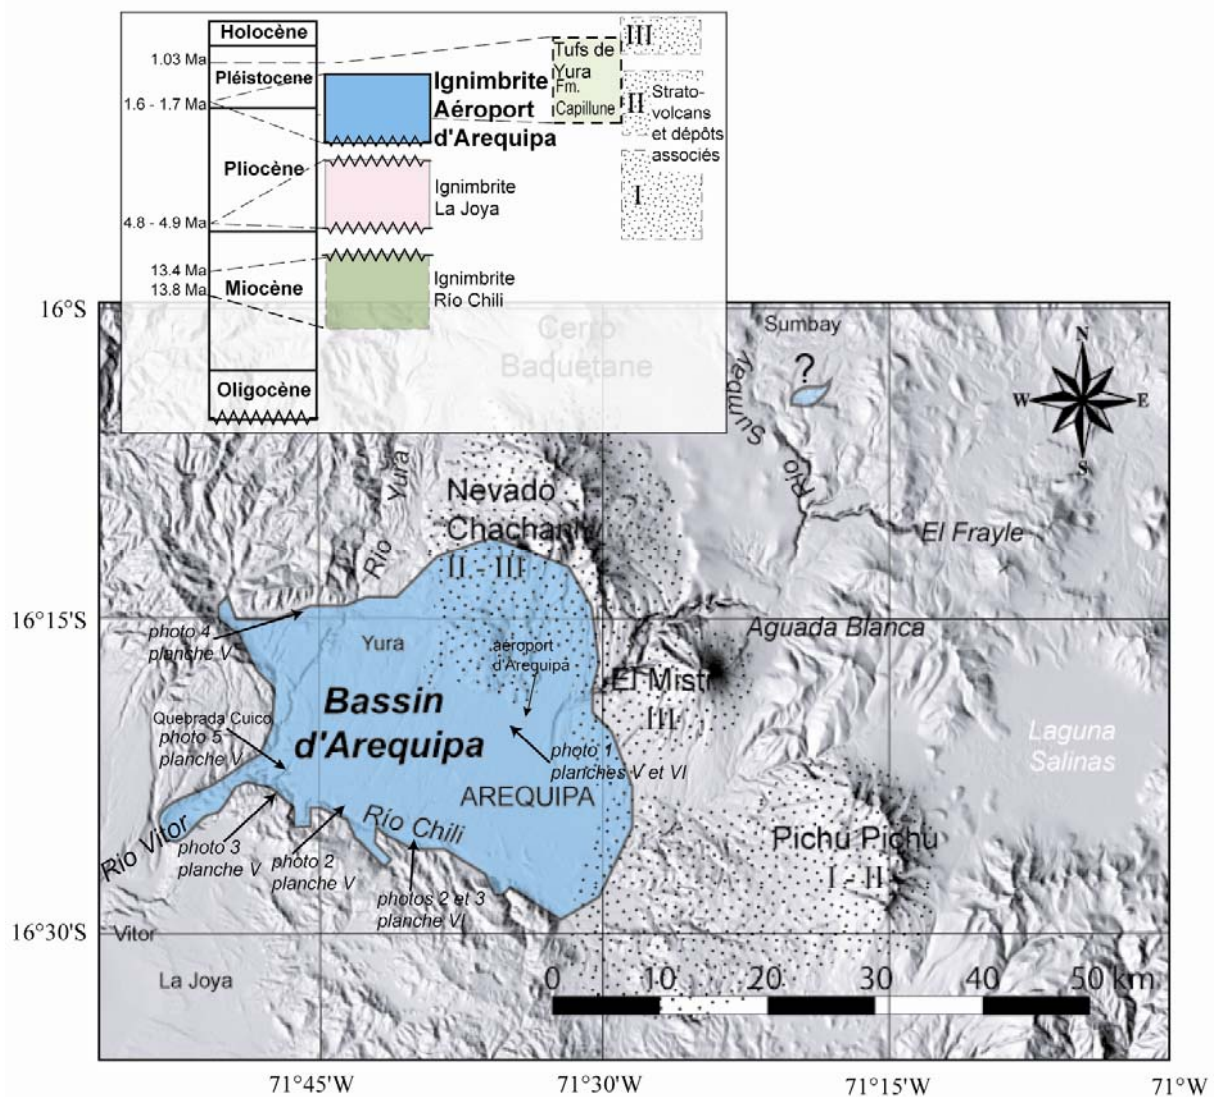 Holocène
1.03 Ma
Pléistocene
1.6 - 1.7 Ma
Pliocène
4.8 - 4.9 Ma
13.4 Ma
13.8 Ma
Miocène
Oligocène
Ignimbrite
Aéroport
d'Arequipa
Ignimbrite
La Joya
Ignimbrite
Río Chili
Tufs de
Yura
Fm.
Capillune
III
II
I
Strato-
volcans
et dépôts
associés
16°S
Cerro
Baquetane
Sumbay
?
Río Sumbay
N
W
E
S
Río Yura
Nevado
Chachani
II - III
El Frayle
16°15'S
Aguada Blanca
photo 4
planche V
Yura
aéroport
d'Arequipa
El Misti
III
Bassin
d'Arequipa
Quebrada Cuico
photo 5
planche V
photo 1
planches V et VI
Laguna
Salinas
AREQUIPA
Río Chili
Río Vitor
photo 3
planche V
photo 2
planche V
photos 2 et 3
planche VI
Pichu Pichu
I - II
16°30'S
Vitor
La Joya
0 10 20 30 40 50 km
71°45'W
71°30'W
71°15'W
71°W